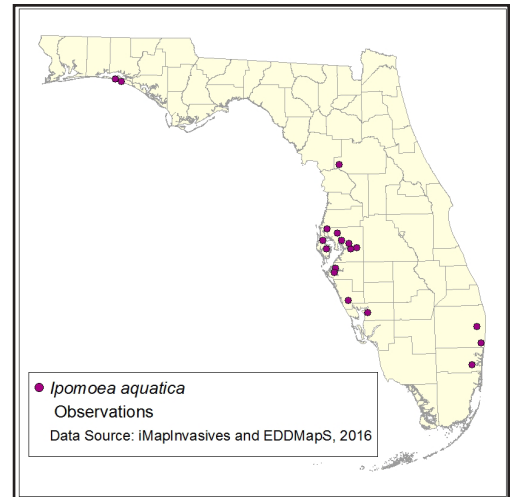 Ipomoea aquatica
Observations
Data Source: iMapInvasives and EDDMapS, 2016